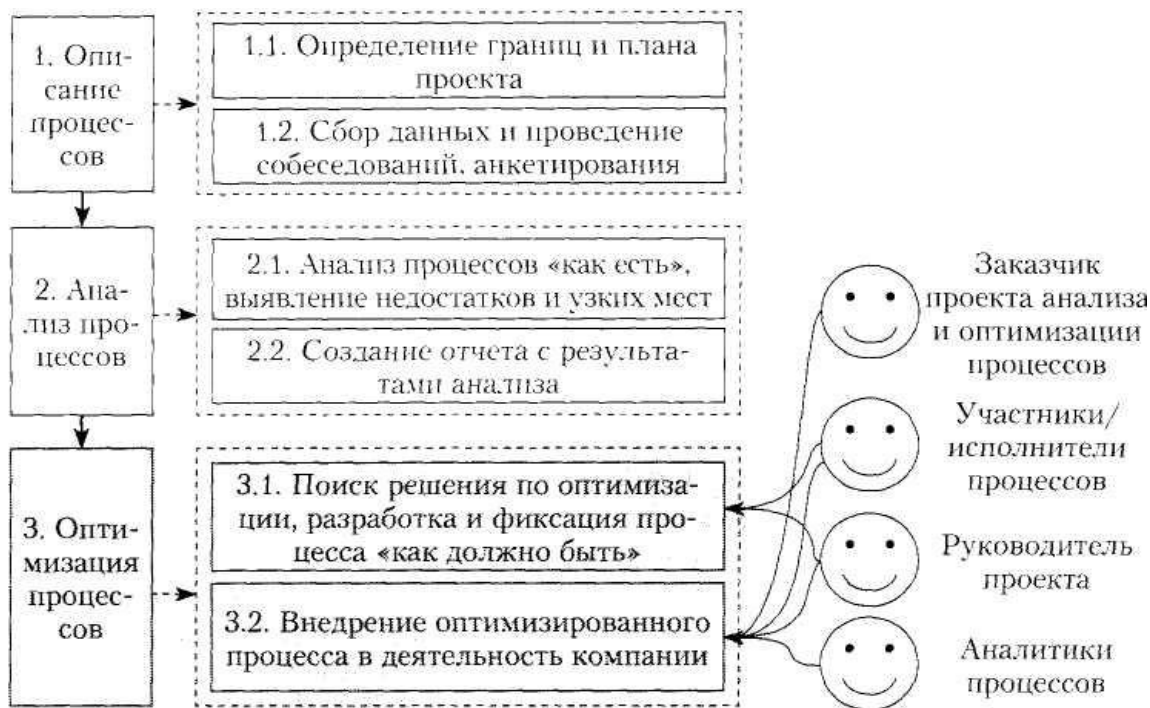 1. Опи-
сание
процес-
сов
1.1. Определение границ и плана
проекта
1.2. Сбор данных и проведение
собеседований, анкетирования
2. Ана-
лиз про-
цессов
2.1. Анализ процессов «как есть»,
выявление недостатков и узких мест
2.2. Создание отчета с результа-
тами анализа
3. Опти-
мизация
процес-
сов
3.1. Поиск решения по оптимиза-
ции, разработка и фиксация про-
цесса «как должно быть»
3.2. Внедрение оптимизированного
процесса в деятельность компании
Заказчик
проекта анализа
и оптимизации
процессов
Участники/
исполнители
процессов
Руководитель
проекта
Аналитики
процессов